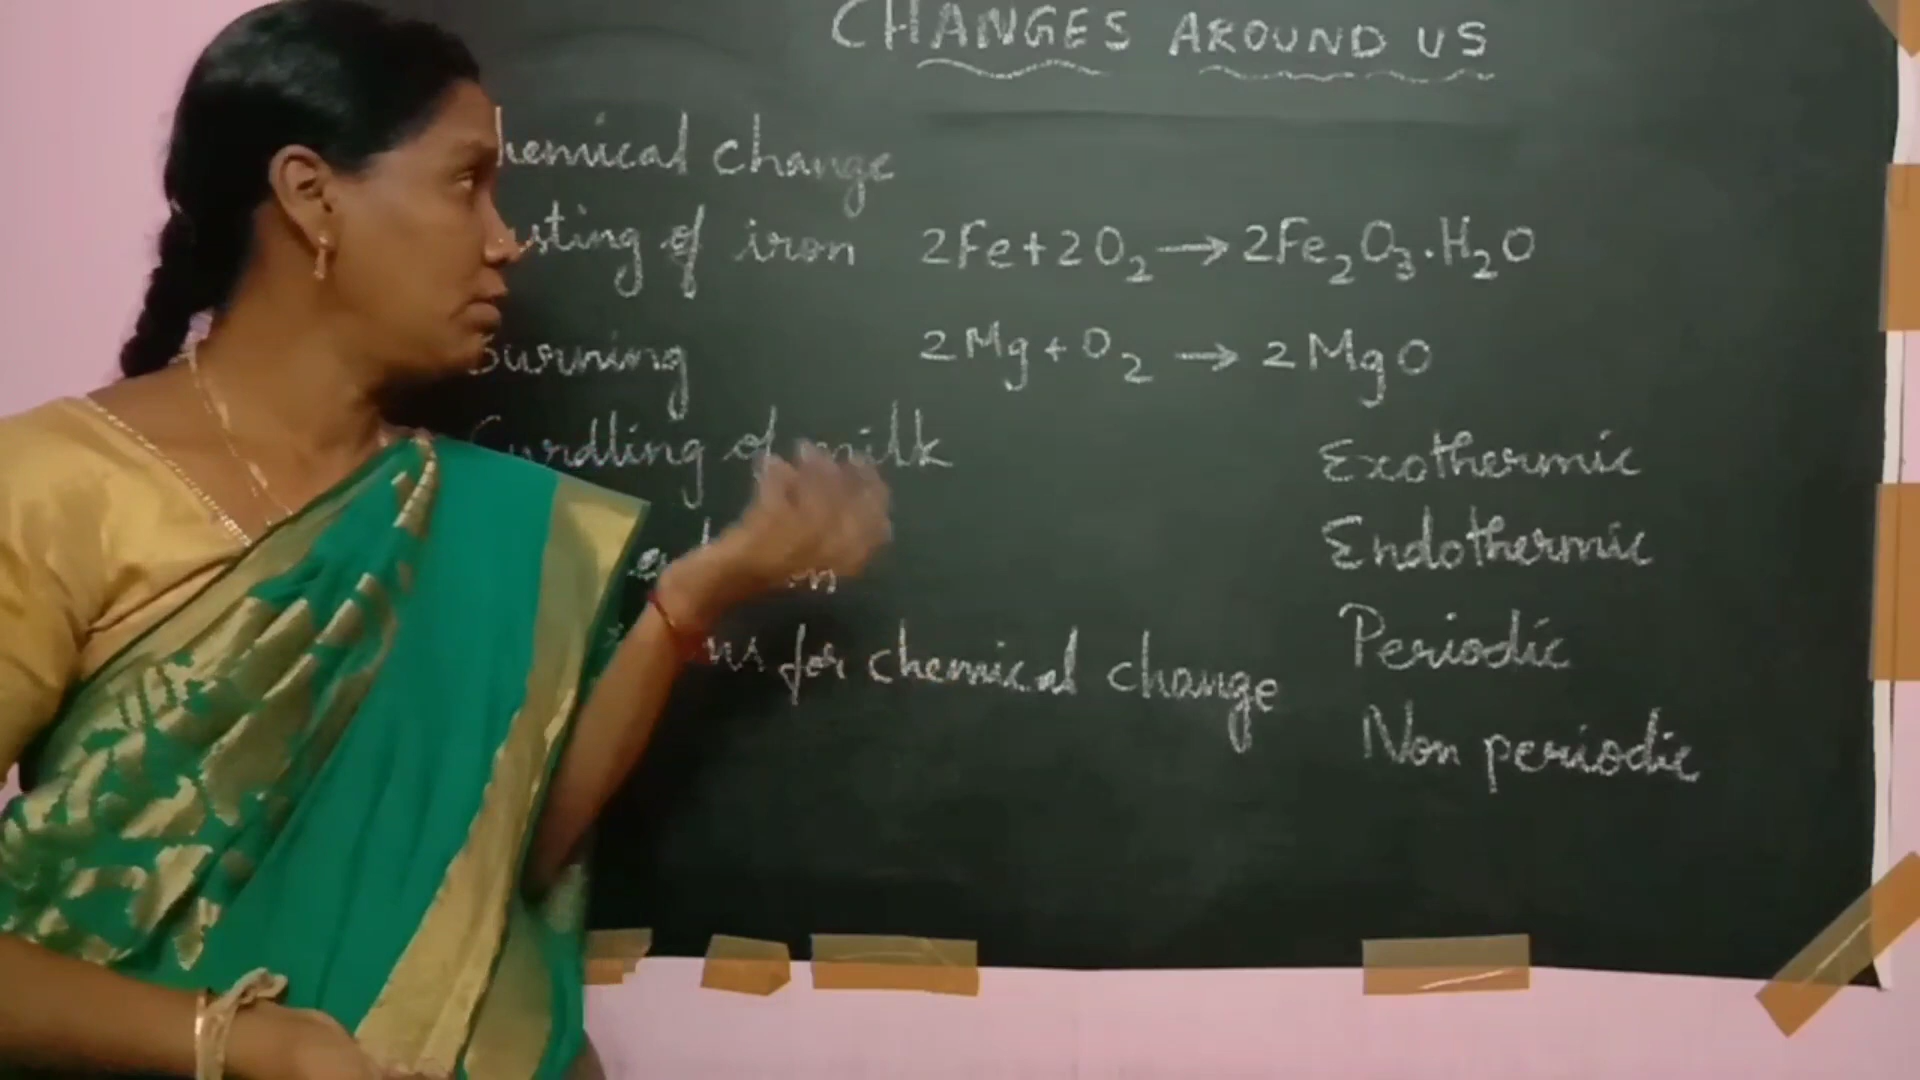 CHANGES AROUND US
hemical change
usting of iron 2Fe+2O₂→2Fe₂O₃.H₂O
Burning 2Mg+O₂→2MgO
Curdling of milk
Exothermic
Endothermic
for chemical change
Periodic
Non periodic